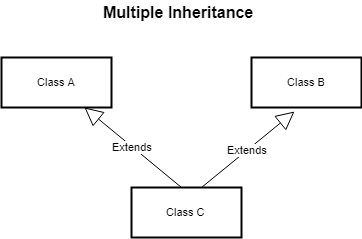 Multiple Inheritance
Class A
Class B
Extends
Extends
Class C